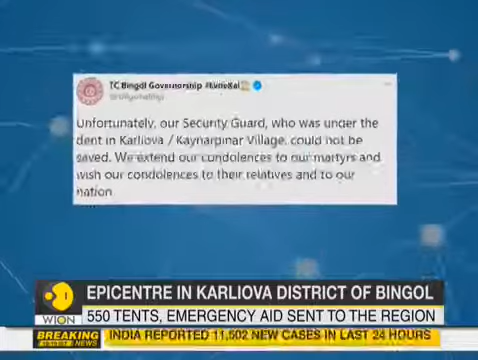 TC Bingöl Governorship #EvdeKal
Unfortunately, our Security Guard, who was under the
dent in Karliova / Kaynarpinar Village, could not be
saved. We extend our condolences to our martyrs and
wish our condolences to their relatives and to our
nation
EPICENTRE IN KARLIOVA DISTRICT OF BINGOL
WION
550 TENTS, EMERGENCY AID SENT TO THE REGION
BREAKING
NEWS
INDIA REPORTED 11,502 NEW CASES IN LAST 24 HOURS